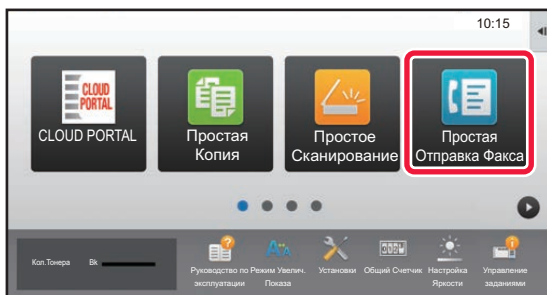 10:15
CLOUD
PORTAL
CLOUD PORTAL
Простая
Копия
Простое
Сканирование
Простая
Отправка Факса
Кол.Тонера Bk
Руководство по
эксплуатации
Режим Увелич.
Показа
Установки
Общий Счетчик
Настройка
Яркости
Управление
заданиями